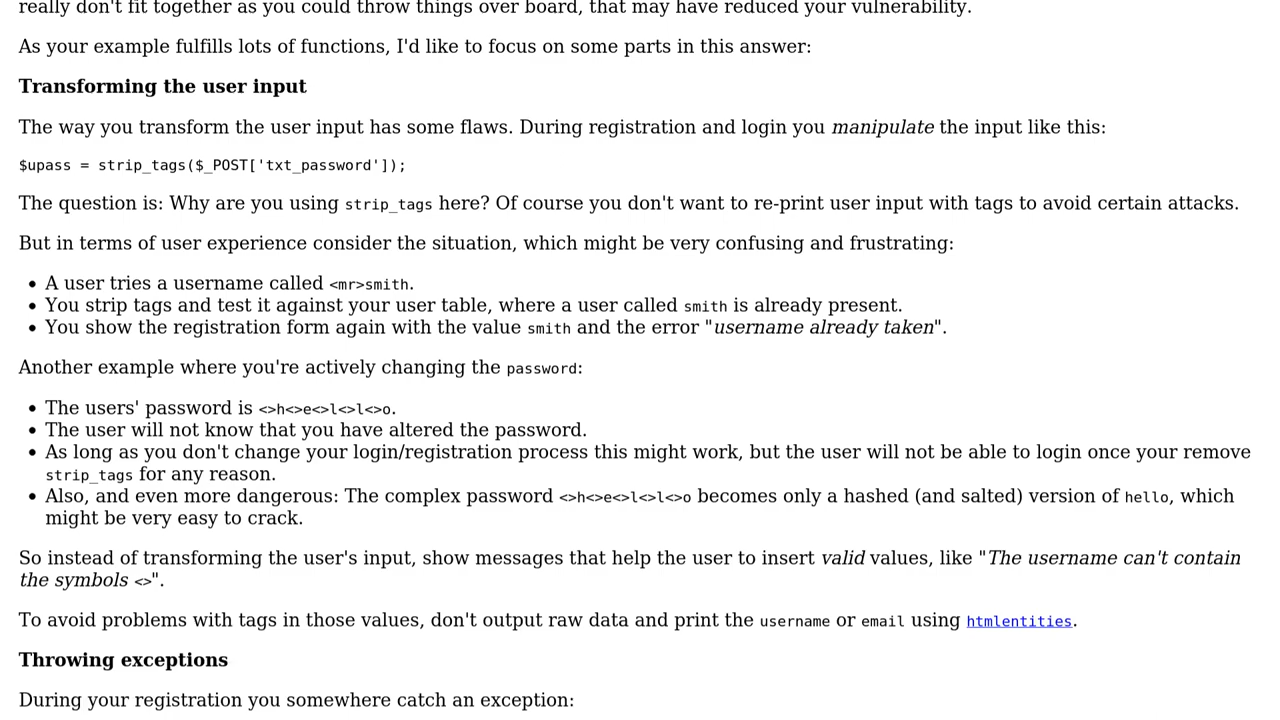 really don't fit together as you could throw things over board, that may have reduced your vulnerability.
As your example fulfills lots of functions, I'd like to focus on some parts in this answer:
Transforming the user input
The way you transform the user input has some flaws. During registration and login you manipulate the input like this:
$upass = strip_tags($_POST['txt_password']);
The question is: Why are you using strip_tags here? Of course you don't want to re-print user input with tags to avoid certain attacks.
But in terms of user experience consider the situation, which might be very confusing and frustrating:
• A user tries a username called <mr>smith.
• You strip tags and test it against your user table, where a user called smith is already present.
• You show the registration form again with the value smith and the error "username already taken".
Another example where you're actively changing the password:
• The users' password is <>h<>e<>l<>l<>o.
• The user will not know that you have altered the password.
• As long as you don't change your login/registration process this might work, but the user will not be able to login once your remove
strip_tags for any reason.
• Also, and even more dangerous: The complex password <>h<>e<>l<>l<>o becomes only a hashed (and salted) version of hello, which
might be very easy to crack.
So instead of transforming the user's input, show messages that help the user to insert valid values, like "The username can't contain
the symbols <>".
To avoid problems with tags in those values, don't output raw data and print the username or email using htmlentities.
Throwing exceptions
During your registration you somewhere catch an exception: